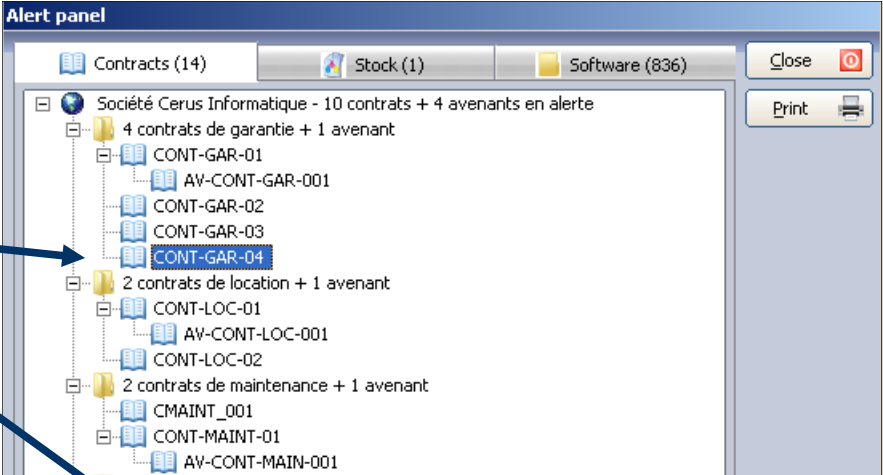 Alert panel
Contracts (14)
Stock (1)
Software (836)
Close
Print
Société Cerus Informatique - 10 contrats + 4 avenants en alerte
4 contrats de garantie + 1 avenant
CONT-GAR-01
AV-CONT-GAR-001
CONT-GAR-02
CONT-GAR-03
CONT-GAR-04
2 contrats de location + 1 avenant
CONT-LOC-01
AV-CONT-LOC-001
CONT-LOC-02
2 contrats de maintenance + 1 avenant
CMAINT_001
CONT-MAINT-01
AV-CONT-MAIN-001